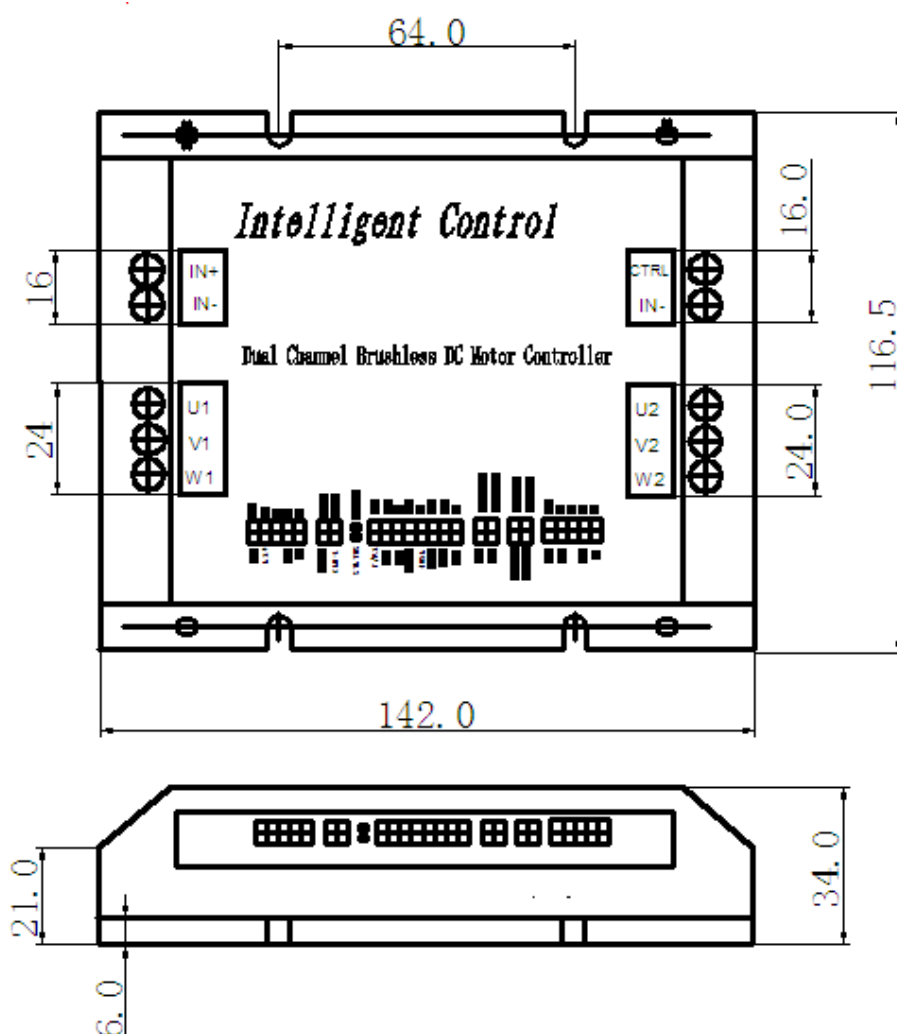 64.0
Intelligent Control
16.0
16
IN+
CTRL
IN-
IN-
116.5
Dual Channel Brushless DC Motor Controller
24
U1
U2
24.0
V1
V2
W1
W2
142.0
21.0
34.0
6.0